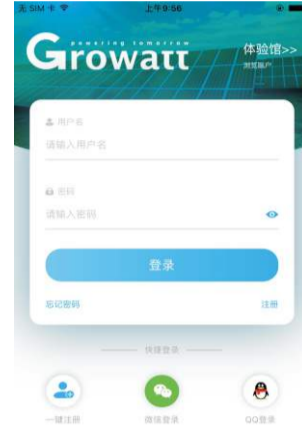 无 SIM 卡
上午9:56
powering tomorrow
Growatt
体验馆>>
浏览账户
用户名
请输入用户名
密码
请输入密码
登录
忘记密码
注册
快捷登录
一键注册
微信登录
QQ登录